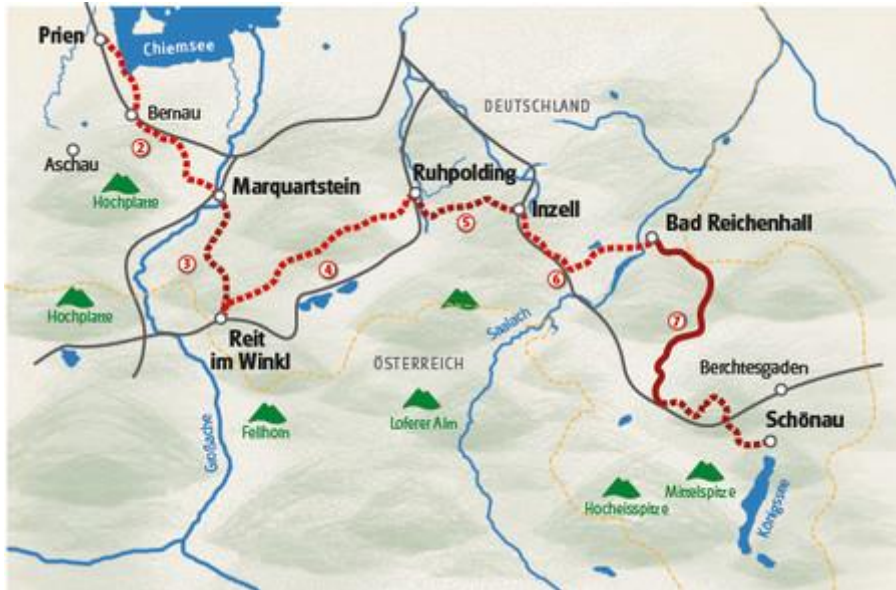 Prien
Chiemsee
Bernau
②
Aschau
Hochplatte
Marquartstein
DEUTSCHLAND
Ruhpolding
⑤
Inzell
Bad Reichenhall
③
④
⑥
Hochplatte
Reit
im Winkl
Saalach
⑦
ÖSTERREICH
Berchtesgaden
Großache
Fellhorn
Loferer Alm
Schönau
Hocheisspitze
Mittelspitze
Königssee